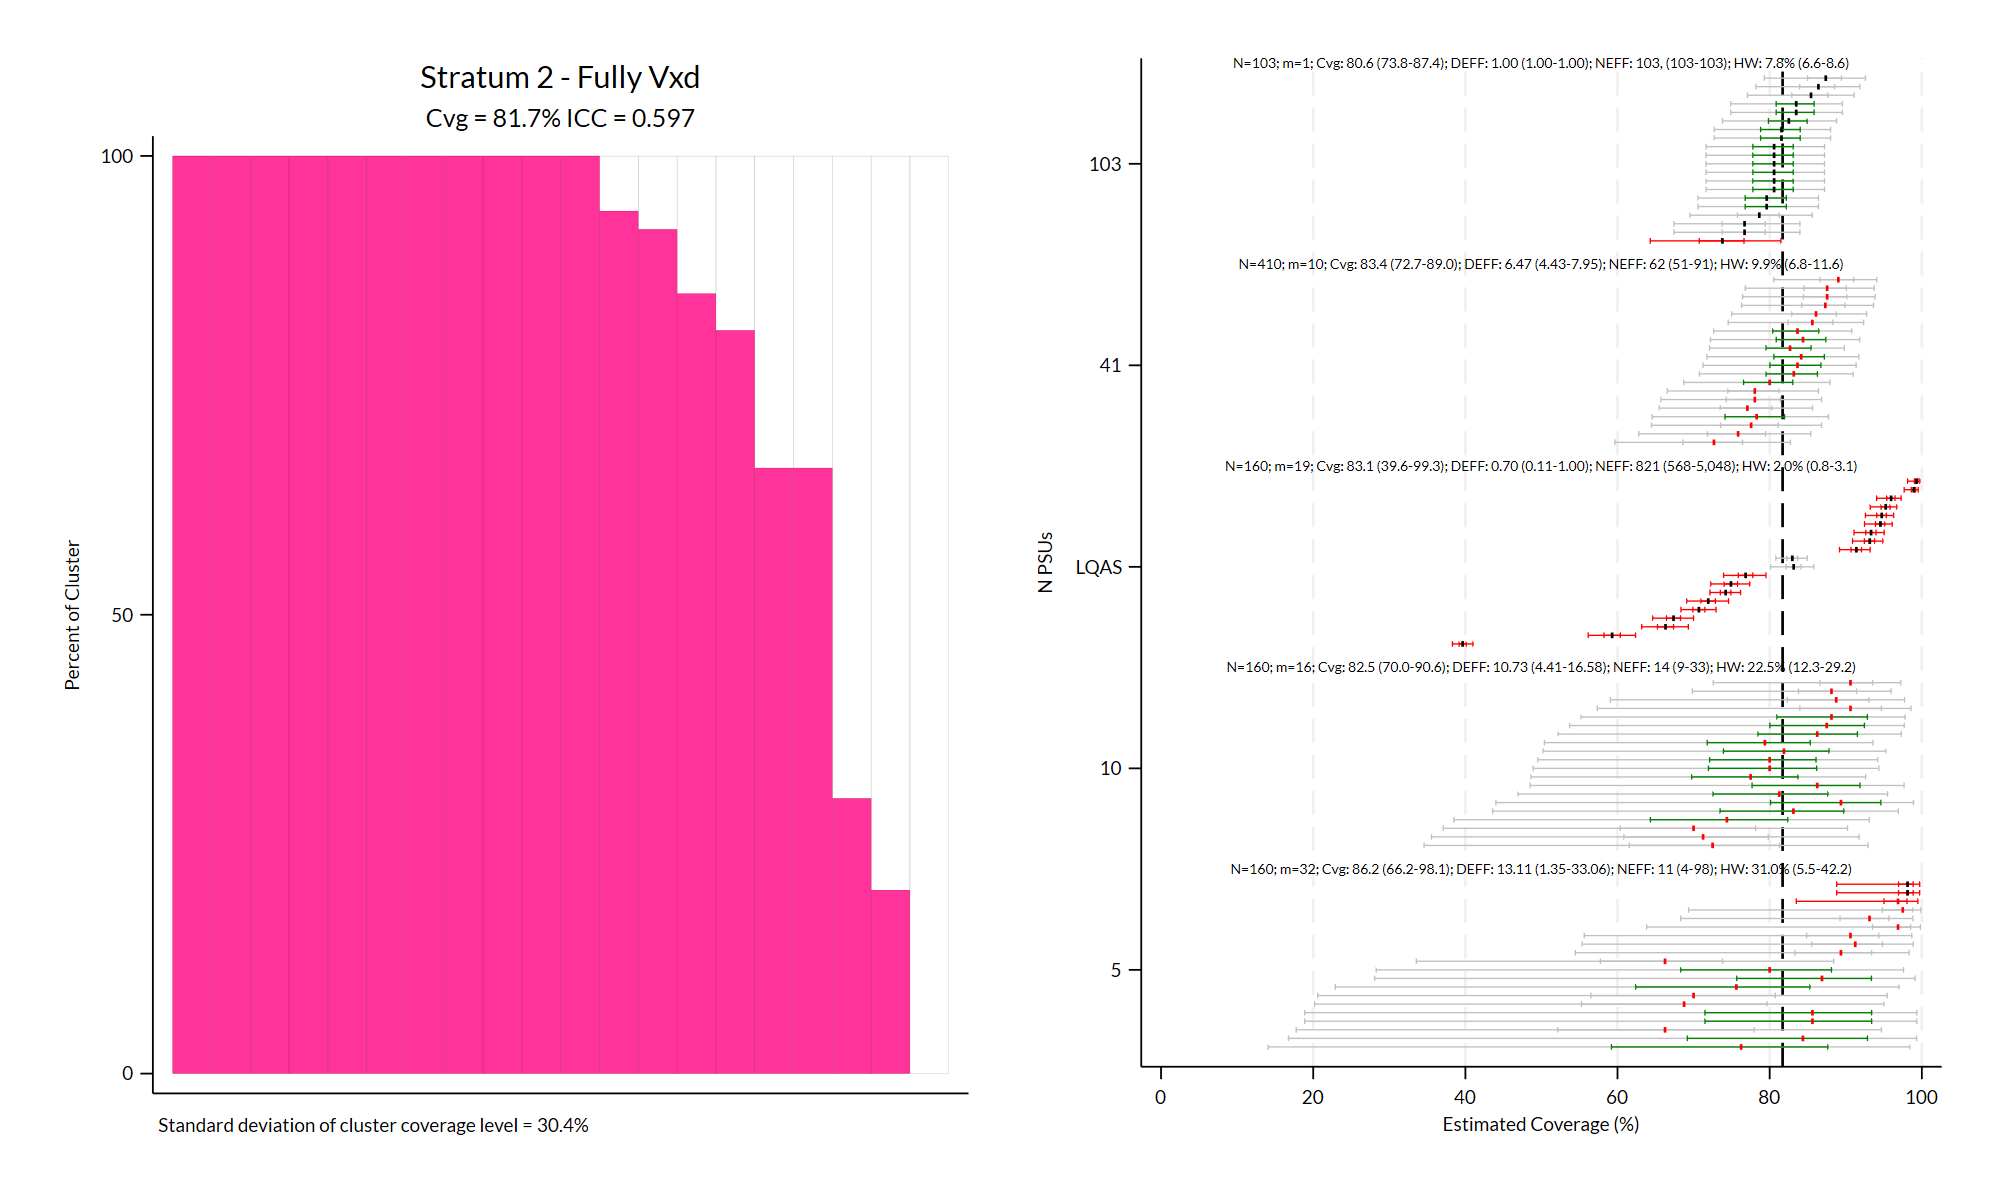 Stratum 2 - Fully Vxd
Cvg = 81.7% ICC = 0.597
100
50
0
Percent of Cluster
Standard deviation of cluster coverage level = 30.4%
N=103; m=1; Cvg: 80.6 (73.8-87.4); DEFF: 1.00 (1.00-1.00); NEFF: 103, (103-103); HW: 7.8% (6.6-8.6)
103
N=410; m=10; Cvg: 83.4 (72.7-89.0); DEFF: 6.47 (4.43-7.95); NEFF: 62 (51-91); HW: 9.9% (6.8-11.6)
41
N=160; m=19; Cvg: 83.1 (39.6-99.3); DEFF: 0.70 (0.11-1.00); NEFF: 821 (568-5,048); HW: 2.0% (0.8-3.1)
LQAS
N PSUs
N=160; m=16; Cvg: 82.5 (70.0-90.6); DEFF: 10.73 (4.41-16.58); NEFF: 14 (9-33); HW: 22.5% (12.3-29.2)
10
N=160; m=32; Cvg: 86.2 (66.2-98.1); DEFF: 13.11 (1.35-33.06); NEFF: 11 (4-98); HW: 31.0% (5.5-42.2)
5
0 20 40 60 80 100
Estimated Coverage (%)